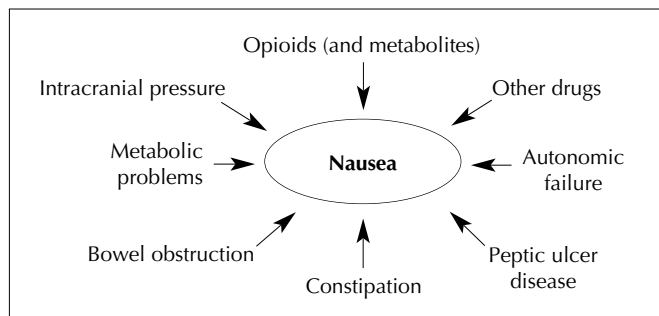 Opioids (and metabolites)
Intracranial pressure
Other drugs
Metabolic
problems
Nausea
Autonomic
failure
Bowel obstruction
Constipation
Peptic ulcer
disease